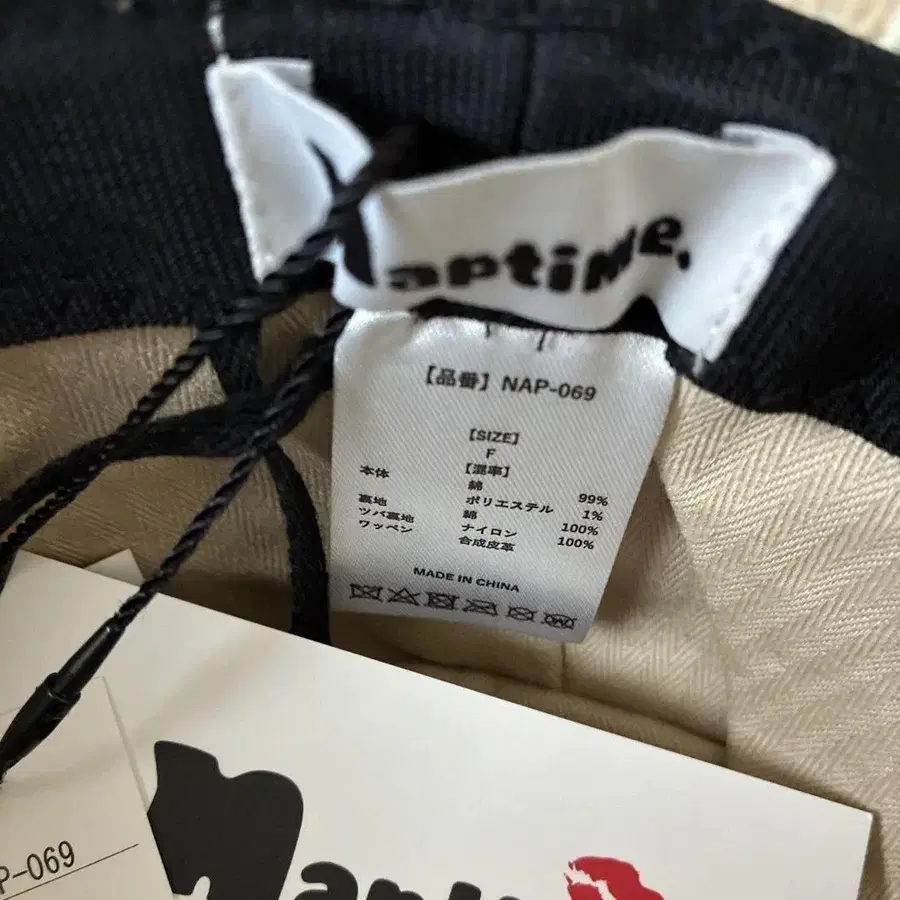 Naptime.
【品番】 NAP-069
【SIZE】
F
【混率】
本体 綿 99%
ポリエステル 1%
裏地 綿 100%
ツバ裏地 ナイロン 100%
ワッペン 合成皮革
MADE IN CHINA
P-069